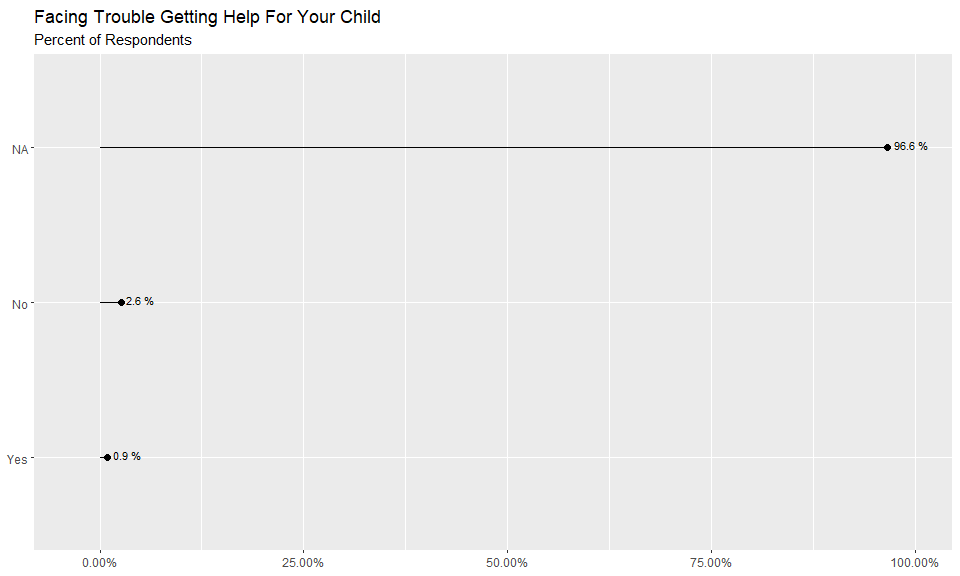 Facing Trouble Getting Help For Your Child
Percent of Respondents
NA
96.6 %
No
2.6 %
Yes
0.9 %
0.00%
25.00%
50.00%
75.00%
100.00%